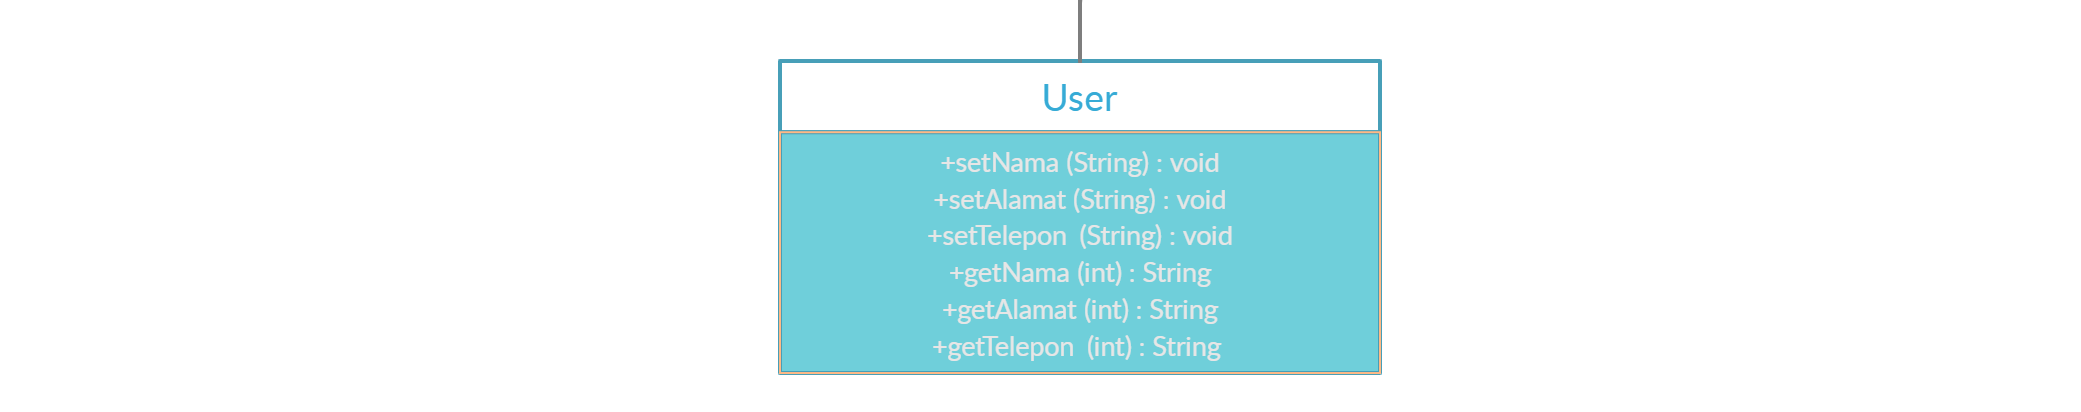 User
+setNama (String) : void
+setAlamat (String) : void
+setTelepon (String) : void
+getNama (int) : String
+getAlamat (int) : String
+getTelepon (int) : String